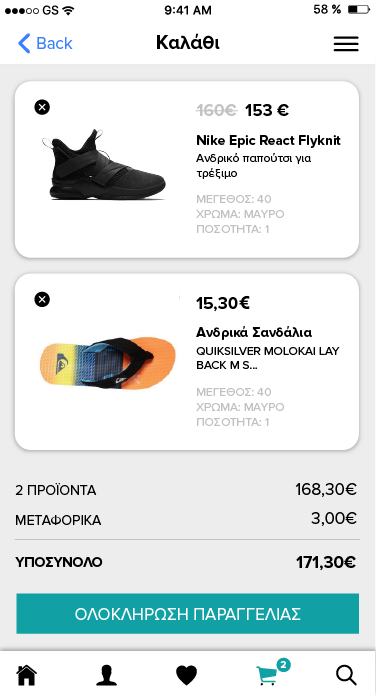 GS 9:41 AM 58 %
Back Καλάθι
160€ 153 €
Nike Epic React Flyknit
Ανδρικό παπούτσι για
τρέξιμο
ΜΕΓΕΘΟΣ: 40
ΧΡΩΜΑ: ΜΑΥΡΟ
ΠΟΣΟΤΗΤΑ: 1
15,30€
Ανδρικά Σανδάλια
QUIKSILVER MOLOKAI LAY
BACK M S...
ΜΕΓΕΘΟΣ: 40
ΧΡΩΜΑ: ΜΑΥΡΟ
ΠΟΣΟΤΗΤΑ: 1
2 ΠΡΟΪΟΝΤΑ 168,30€
ΜΕΤΑΦΟΡΙΚΑ 3,00€
ΥΠΟΣΥΝΟΛΟ 171,30€
ΟΛΟΚΛΗΡΩΣΗ ΠΑΡΑΓΓΕΛΙΑΣ
2